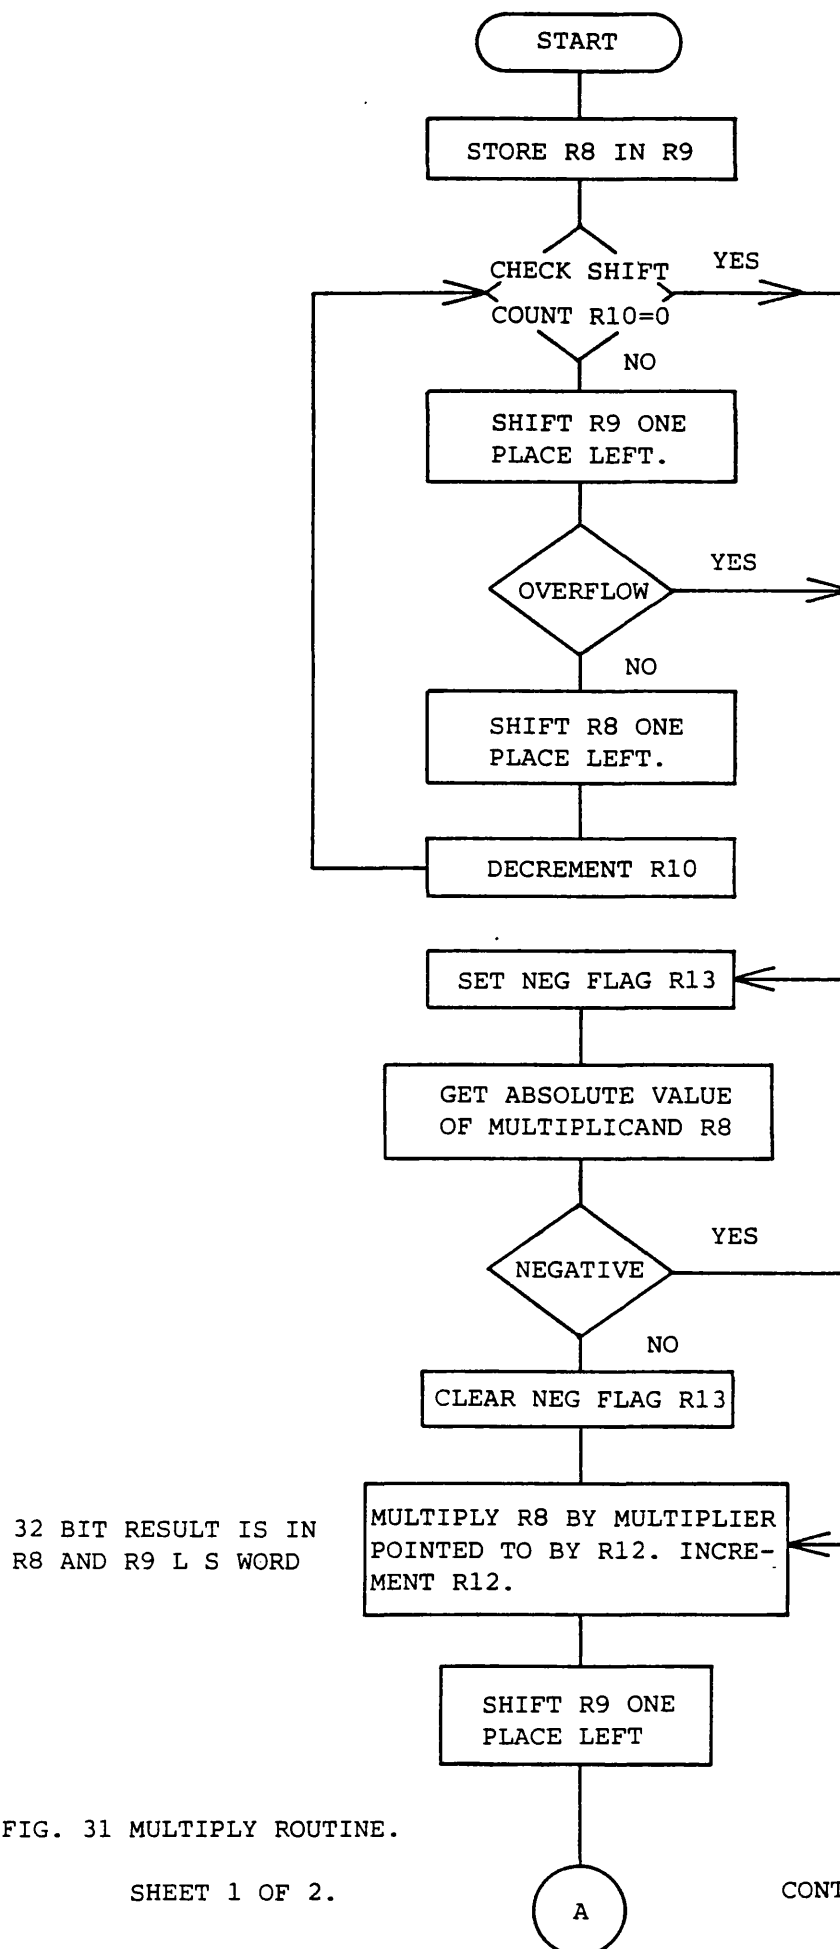 START
STORE R8 IN R9
CHECK SHIFT
COUNT R10=0
YES
NO
SHIFT R9 ONE
PLACE LEFT.
OVERFLOW
YES
NO
SHIFT R8 ONE
PLACE LEFT.
DECREMENT R10
SET NEG FLAG R13
GET ABSOLUTE VALUE
OF MULTIPLICAND R8
NEGATIVE
YES
NO
CLEAR NEG FLAG R13
32 BIT RESULT IS IN
R8 AND R9 L S WORD
MULTIPLY R8 BY MULTIPLIER
POINTED TO BY R12. INCRE-
MENT R12.
SHIFT R9 ONE
PLACE LEFT
FIG. 31 MULTIPLY ROUTINE.
SHEET 1 OF 2.
A
CONT